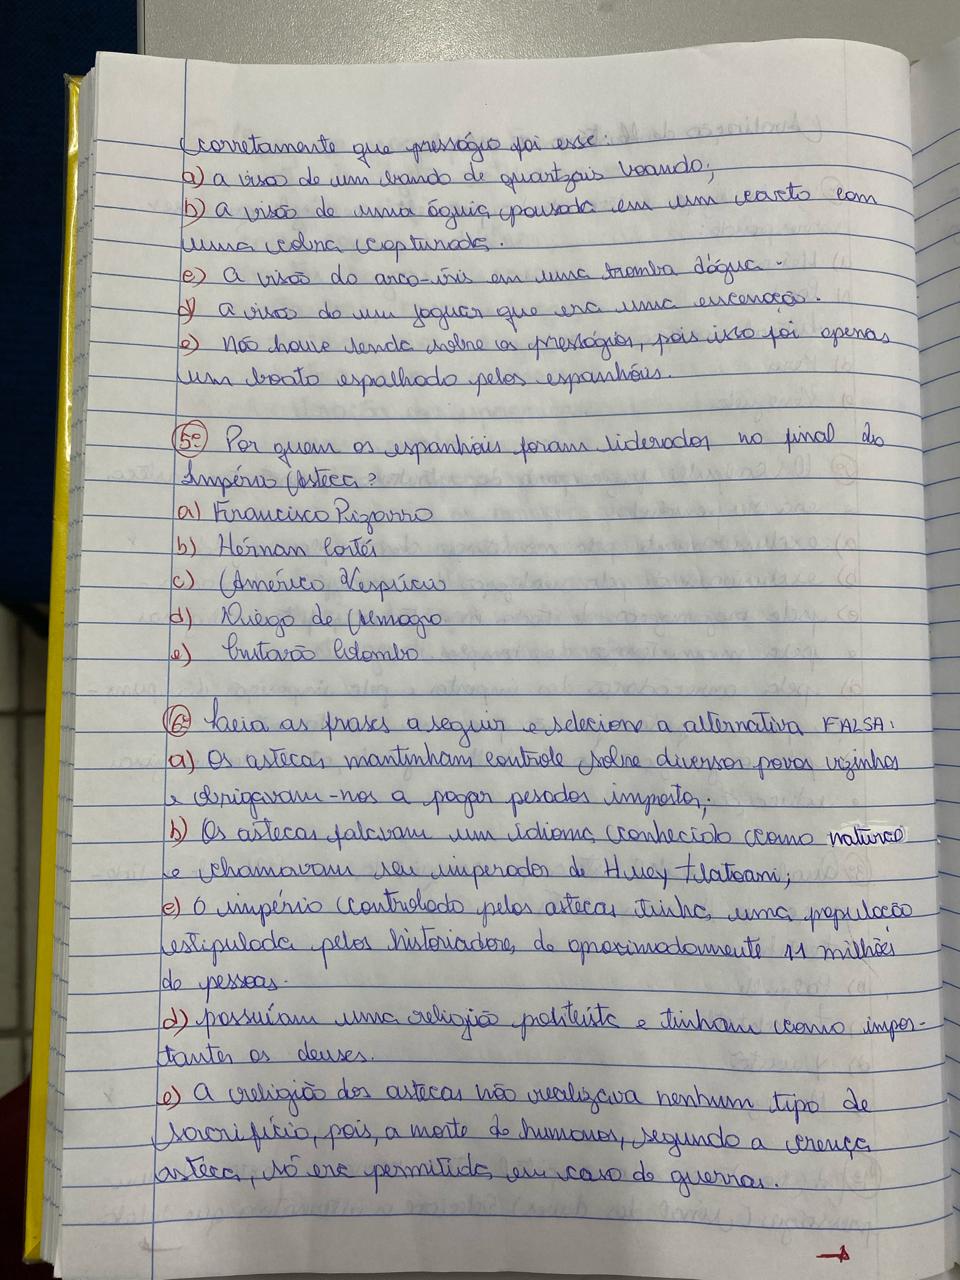 corretamente que presságio foi esse:
a) a visão de um bando de quartzais voando;
b) a visão de uma águia pousada em um cacto com
uma cobra capturada.
c) A visão do arco-íris em uma tromba d'água.
d) a visão de um jaguar que era uma encenação.
e) não houve lenda sobre os presságios, pois isso foi apenas
um boato espalhado pelos espanhóis.
5º Por quem os espanhóis foram liderados no final do
Império Asteca?
a) Francisco Pizarro
b) Hérnan Cortés
c) Américo Vespúcio
d) Diego de Almagro
e) Cristovão Colombo.
6º Leia as frases a seguir e selecione a alternativa FALSA:
a) Os astecas mantinham controle sobre diversos povos vizinhos
e obrigavam-nos a pagar pesados impostos;
b) Os astecas falavam um idioma conhecido como
e chamavam seu imperador de Huey tlatoani;
c) O império controlado pelos astecas tinha uma população
estipulada pelos historiadores de aproximadamente 11 milhões
de pessoas.
d) possuíam uma religião politeísta e tinham como impor-
tantes os deuses.
e) A religião dos astecas não realizava nenhum tipo de
sacrifício, pois, a morte de humanos, segundo a crença
asteca, só era permitida em caso de guerras.